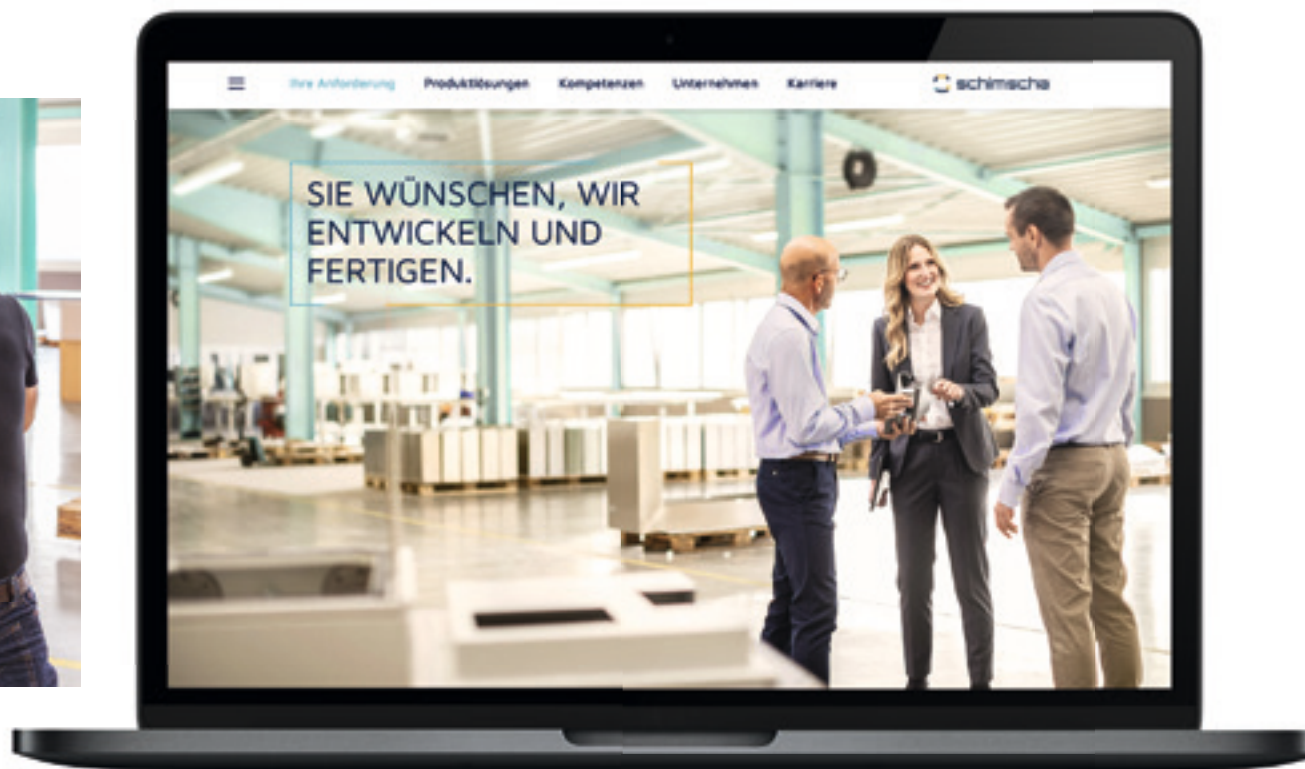 Ihre Anforderung Produktlösungen Kompetenzen Unternehmen Karriere schimscha
SIE WÜNSCHEN, WIR
ENTWICKELN UND
FERTIGEN.